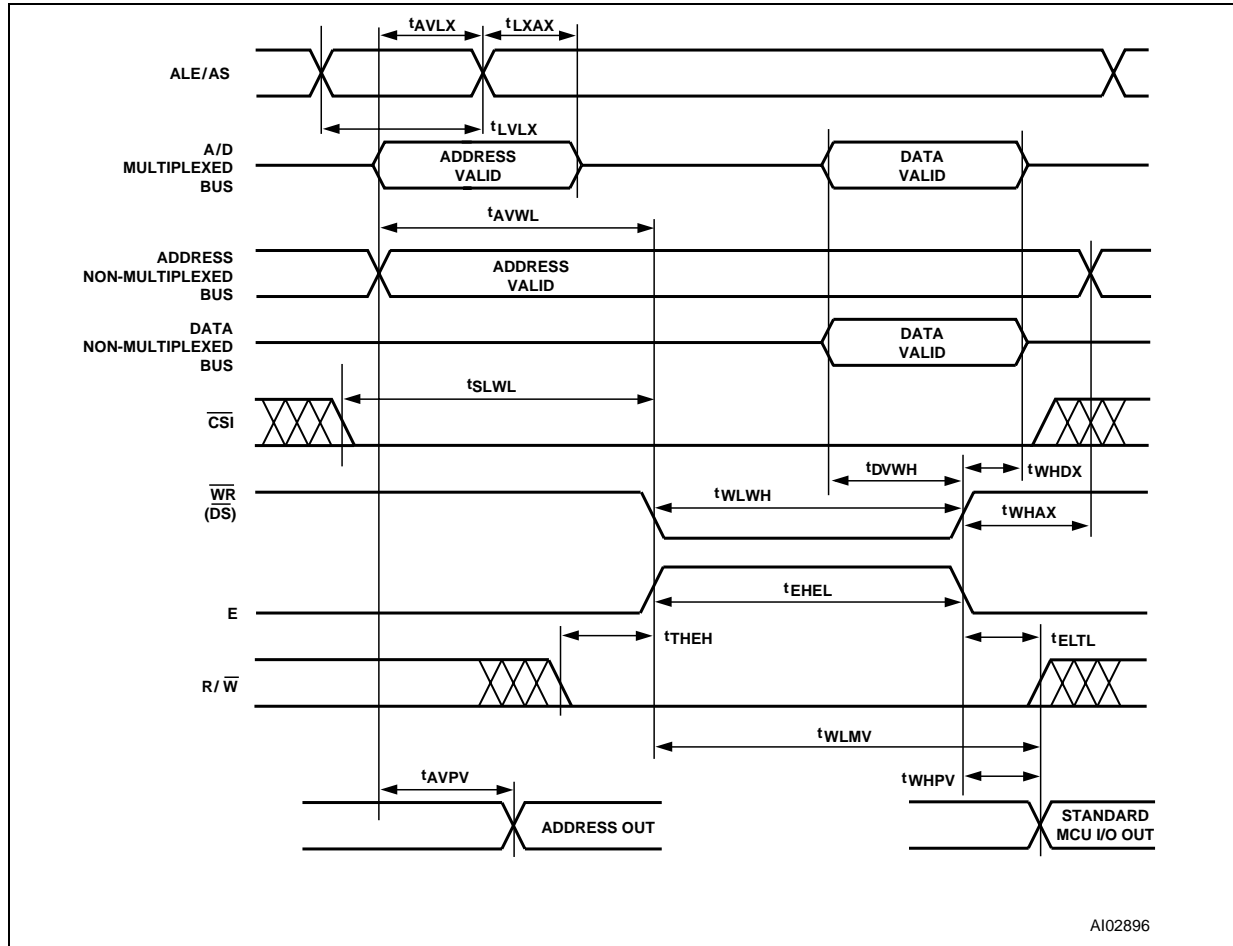 tAVLX
tLXAX
ALE/AS
tLVLX
A/D
MULTIPLEXED
BUS
ADDRESS
VALID
DATA
VALID
tAVWL
ADDRESS
NON-MULTIPLEXED
BUS
ADDRESS
VALID
DATA
NON-MULTIPLEXED
BUS
DATA
VALID
tSLWL
CSI
tDVWH
tWHDX
WR
(DS)
tWLWH
tWHAX
E
tEHEL
tTHEH
tELTL
R/W
tWLMV
tAVPV
tWHPV
ADDRESS OUT
STANDARD
MCU I/O OUT
AI02896